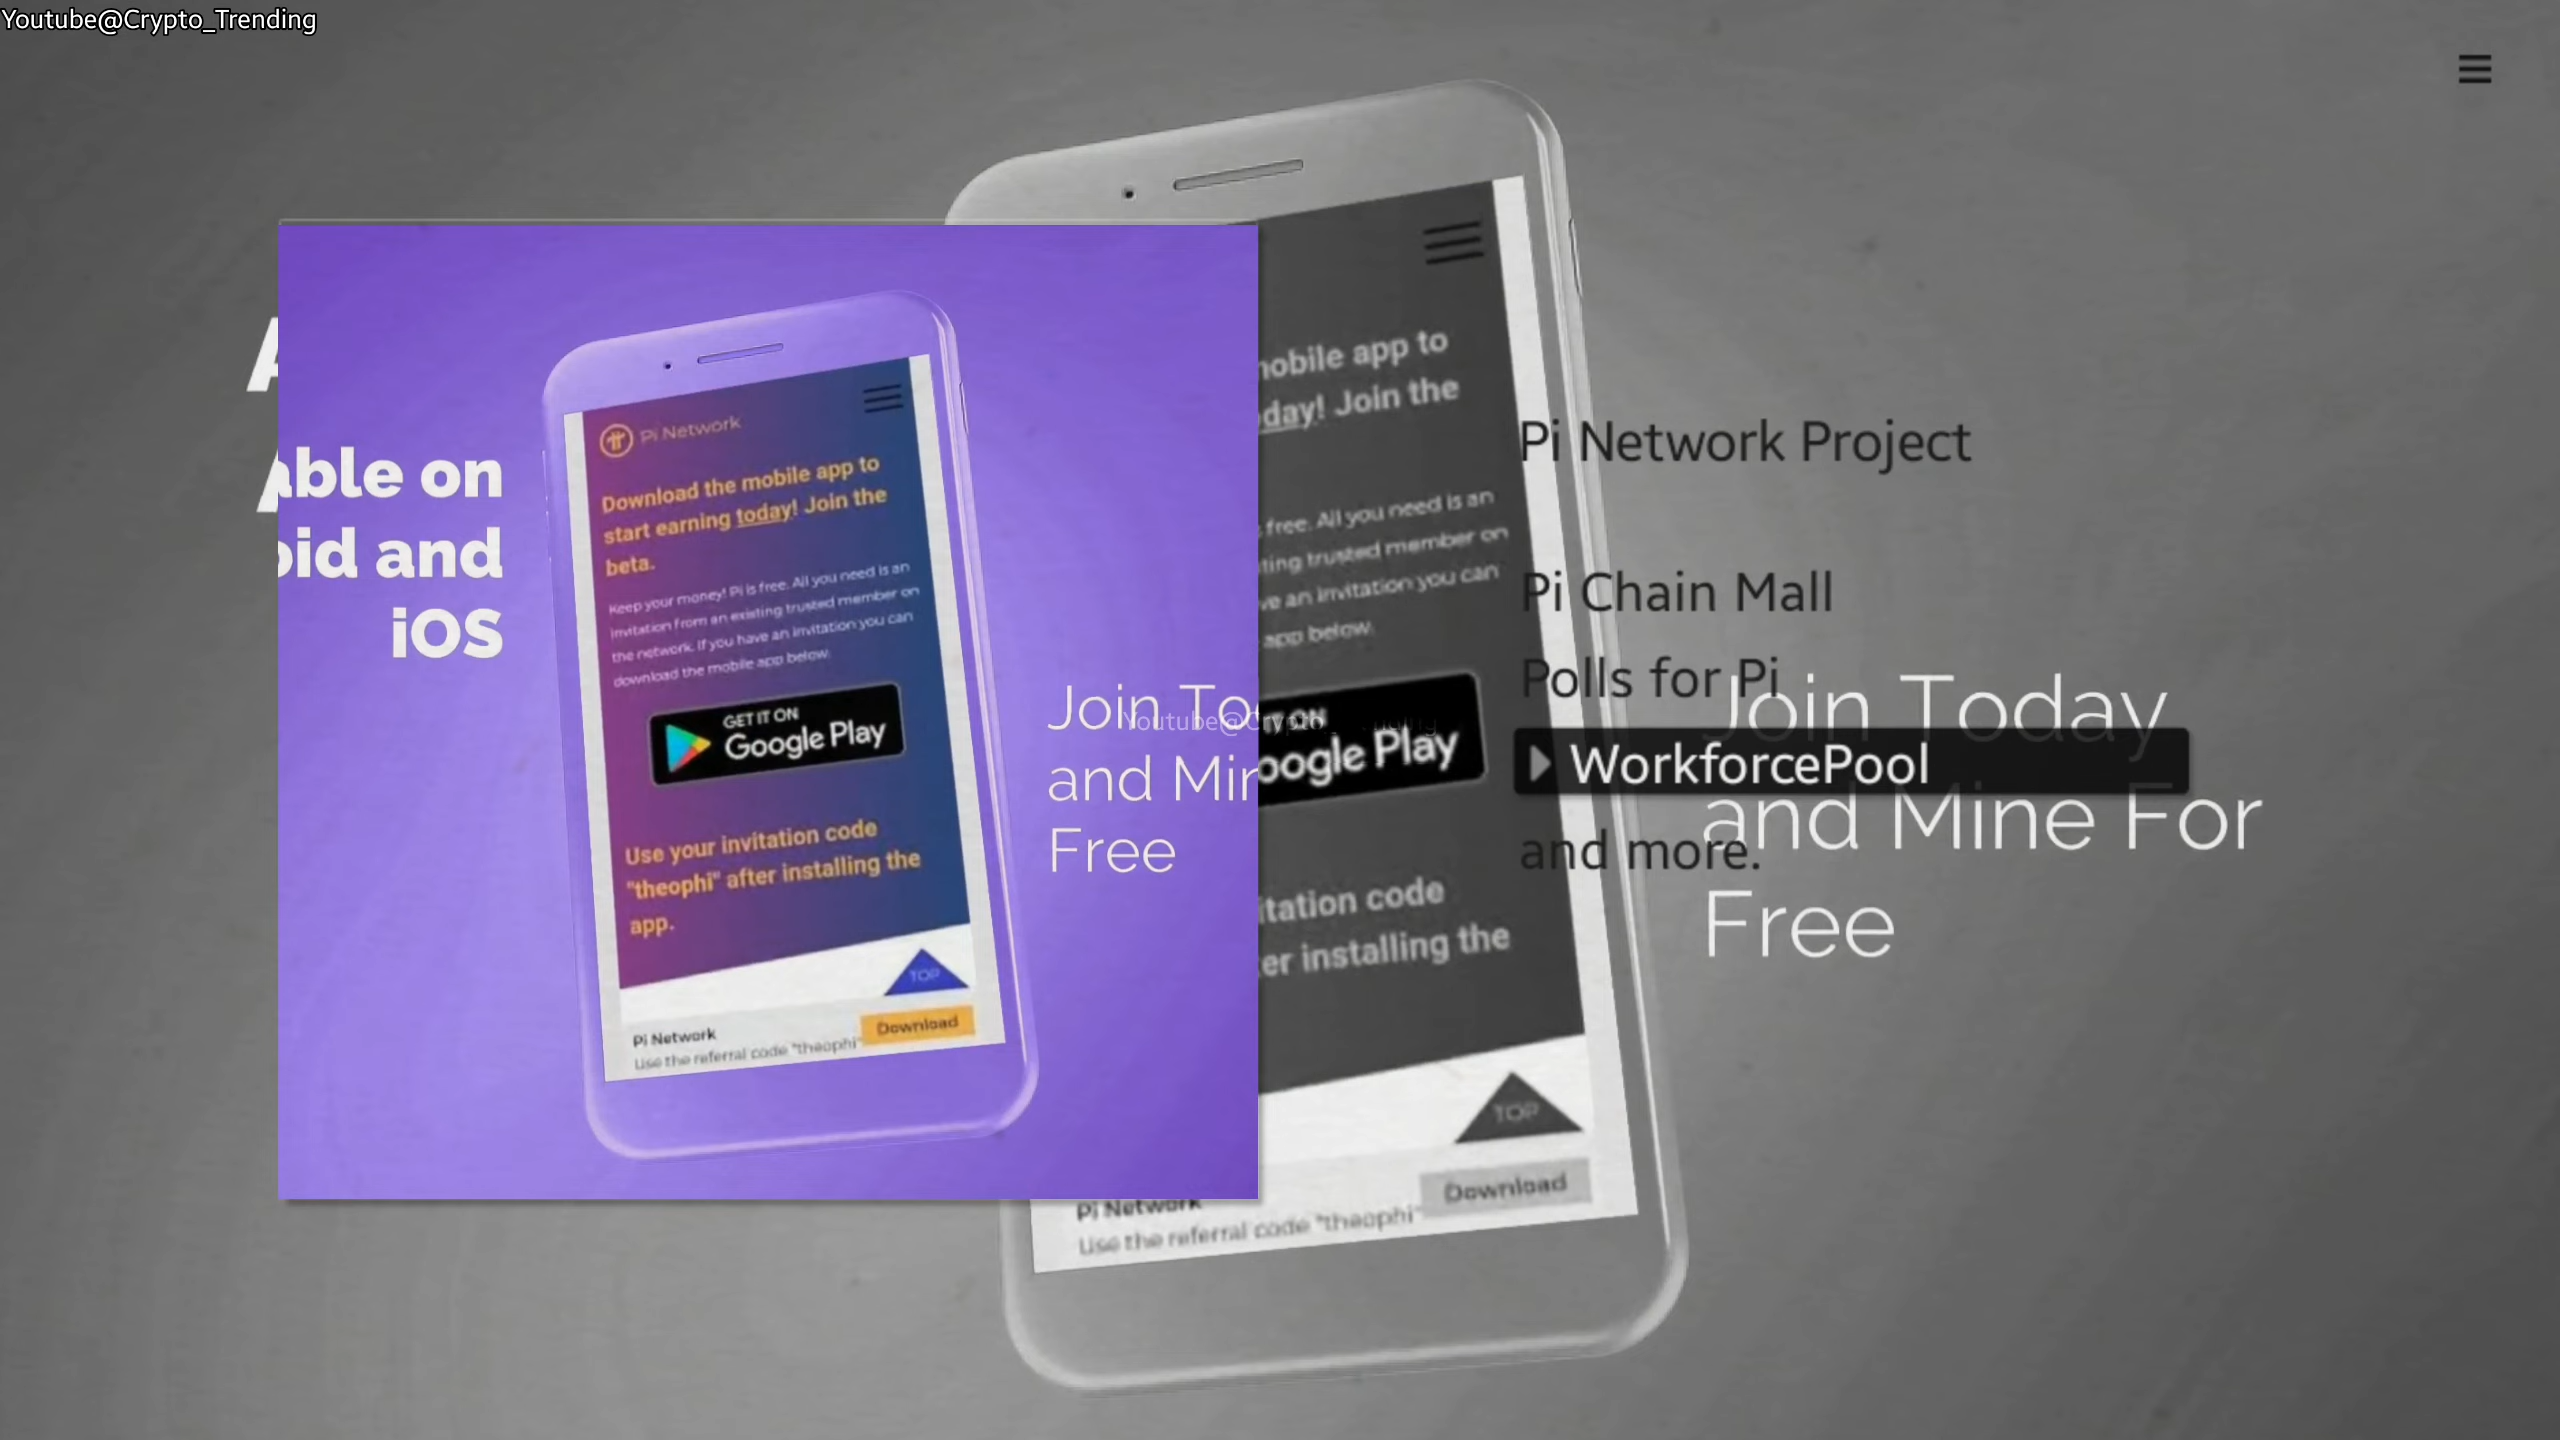 Youtube@Crypto_Trending
able on
oid and
iOS
Pi Network
Download the mobile app to
start earning today! Join the
beta.
Keep your money! Pi is free. All you need is an
invitation from an existing trusted member on
the network. If you have an invitation you can
download the mobile app below.
GET IT ON
Google Play
Use your invitation code
"theophi" after installing the
app.
TOP
Pi Network
Use the referral code "theophi"
Download
Join To
and Min
Free
mobile app to
day! Join the
free. All you need is an
ting trusted member on
ve an invitation you can
app below.
IT ON
oogle Play
itation code
er installing the
TOP
Pi Network
Use the referral code "theophi"
Download
Pi Network Project
Pi Chain Mall
Polls for Pi
WorkforcePool
and more.
Join Today
and Mine For
Free